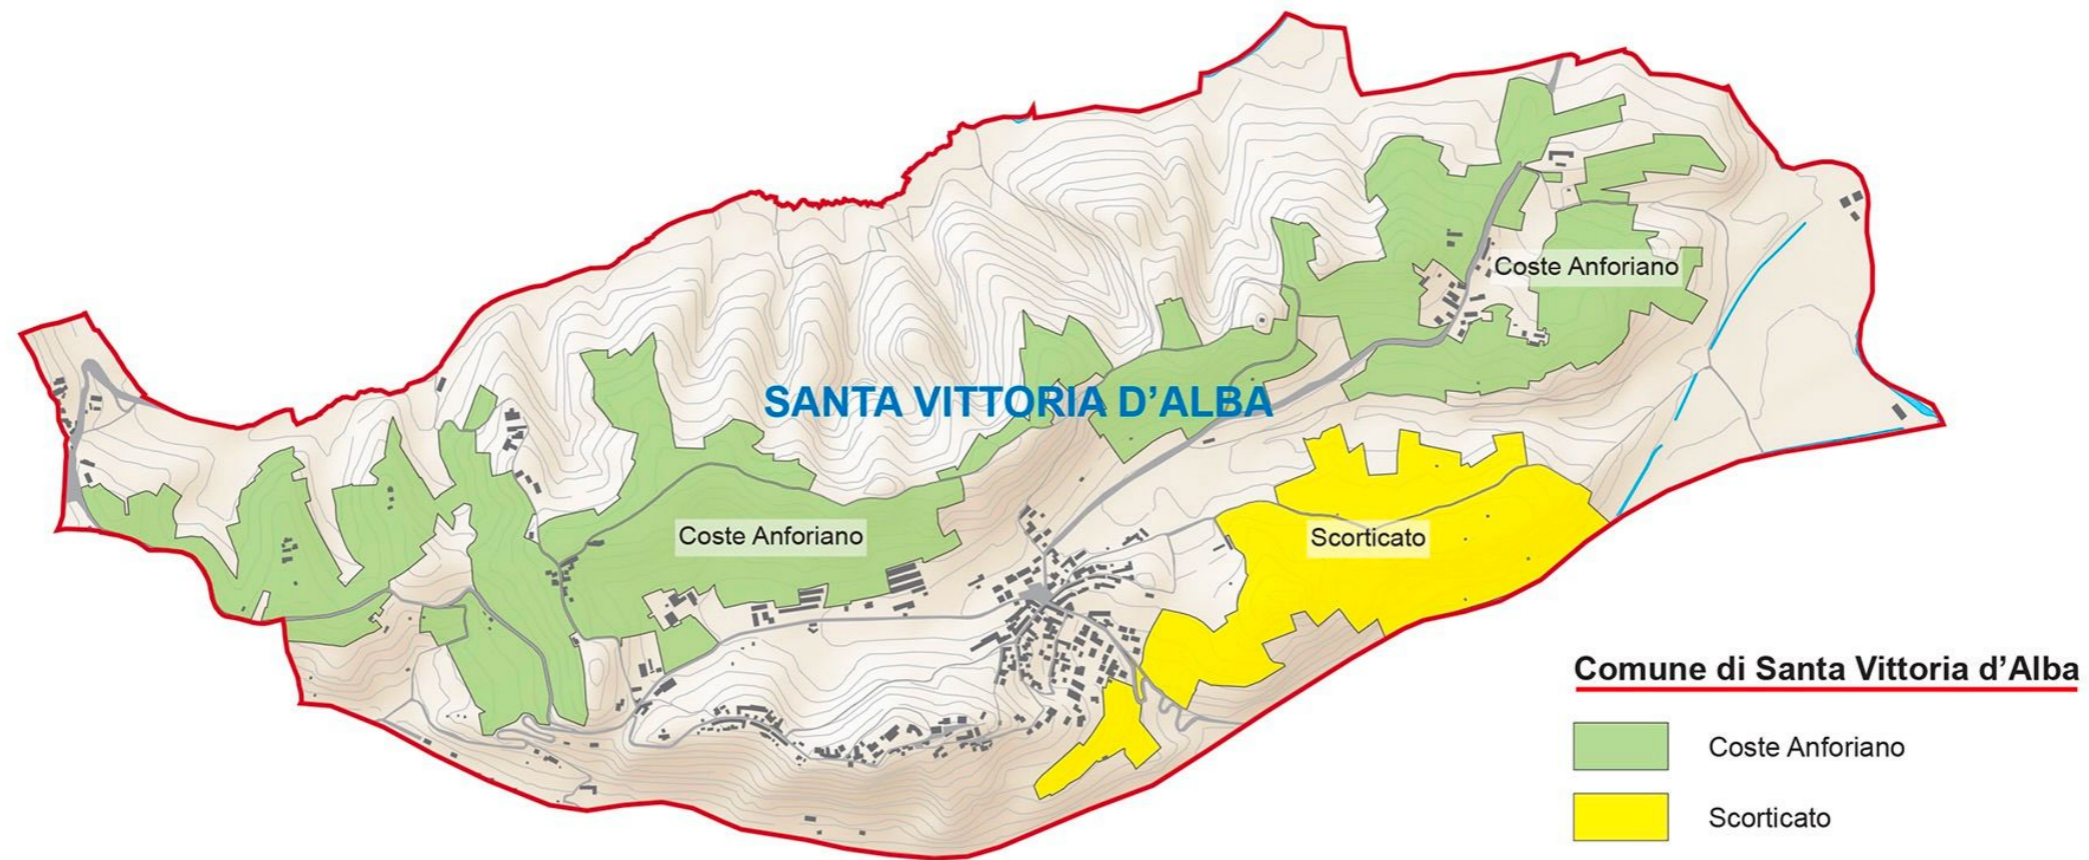 Coste Anforiano
SANTA VITTORIA D’ALBA
Coste Anforiano
Scorticato
Comune di Santa Vittoria d’Alba
Coste Anforiano
Scorticato